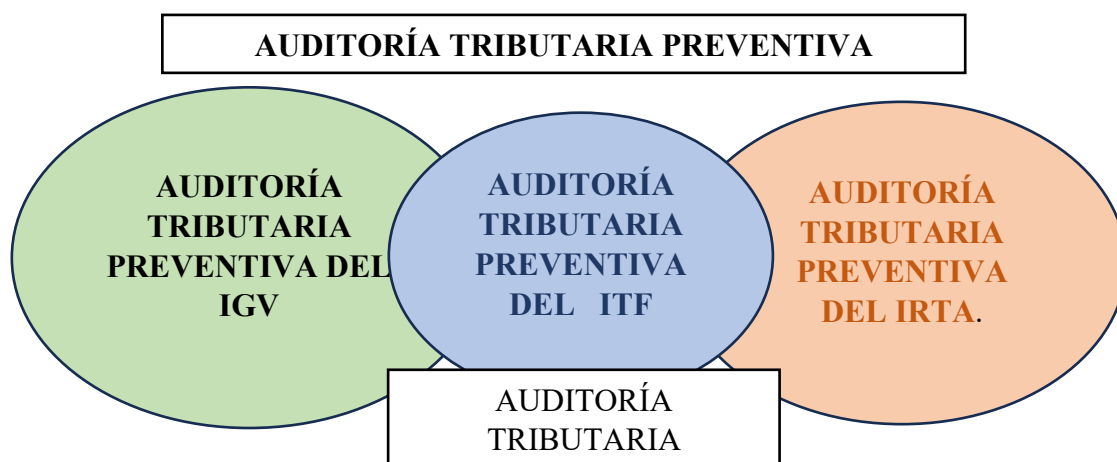 AUDITORÍA TRIBUTARIA PREVENTIVA
AUDITORÍA
TRIBUTARIA
PREVENTIVA DEL
IGV
AUDITORÍA
TRIBUTARIA
PREVENTIVA
DEL ITF
AUDITORÍA
TRIBUTARIA
PREVENTIVA
DEL IRTA.
AUDITORÍA
TRIBUTARIA